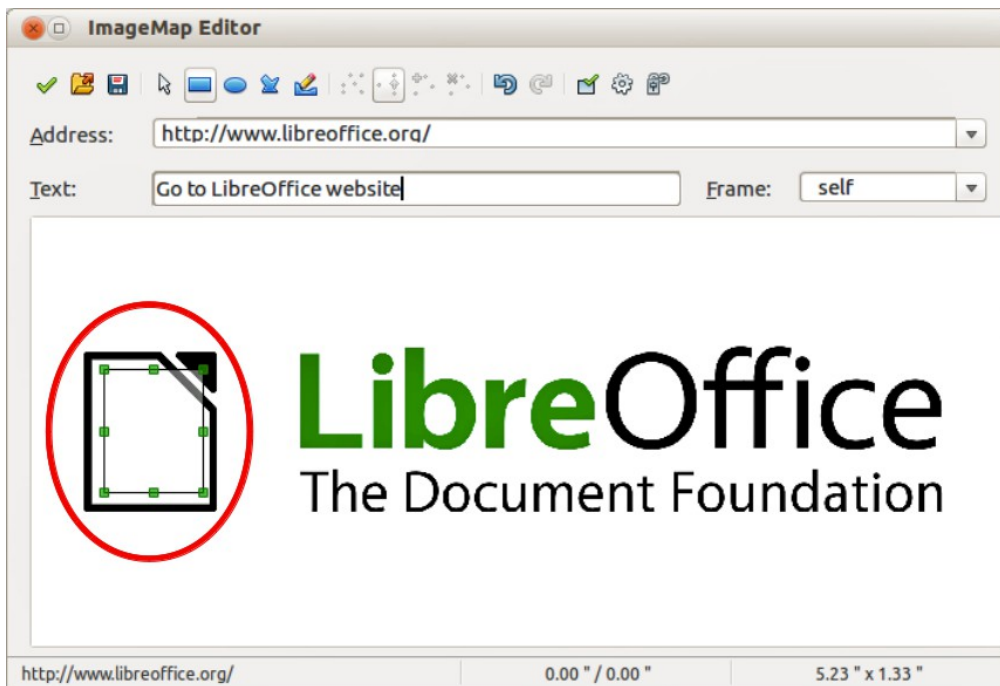 ImageMap Editor
Address: http://www.libreoffice.org/
Text: Go to LibreOffice website Frame: self
LibreOffice
The Document Foundation
http://www.libreoffice.org/ 0.00 " / 0.00 " 5.23 " x 1.33 "